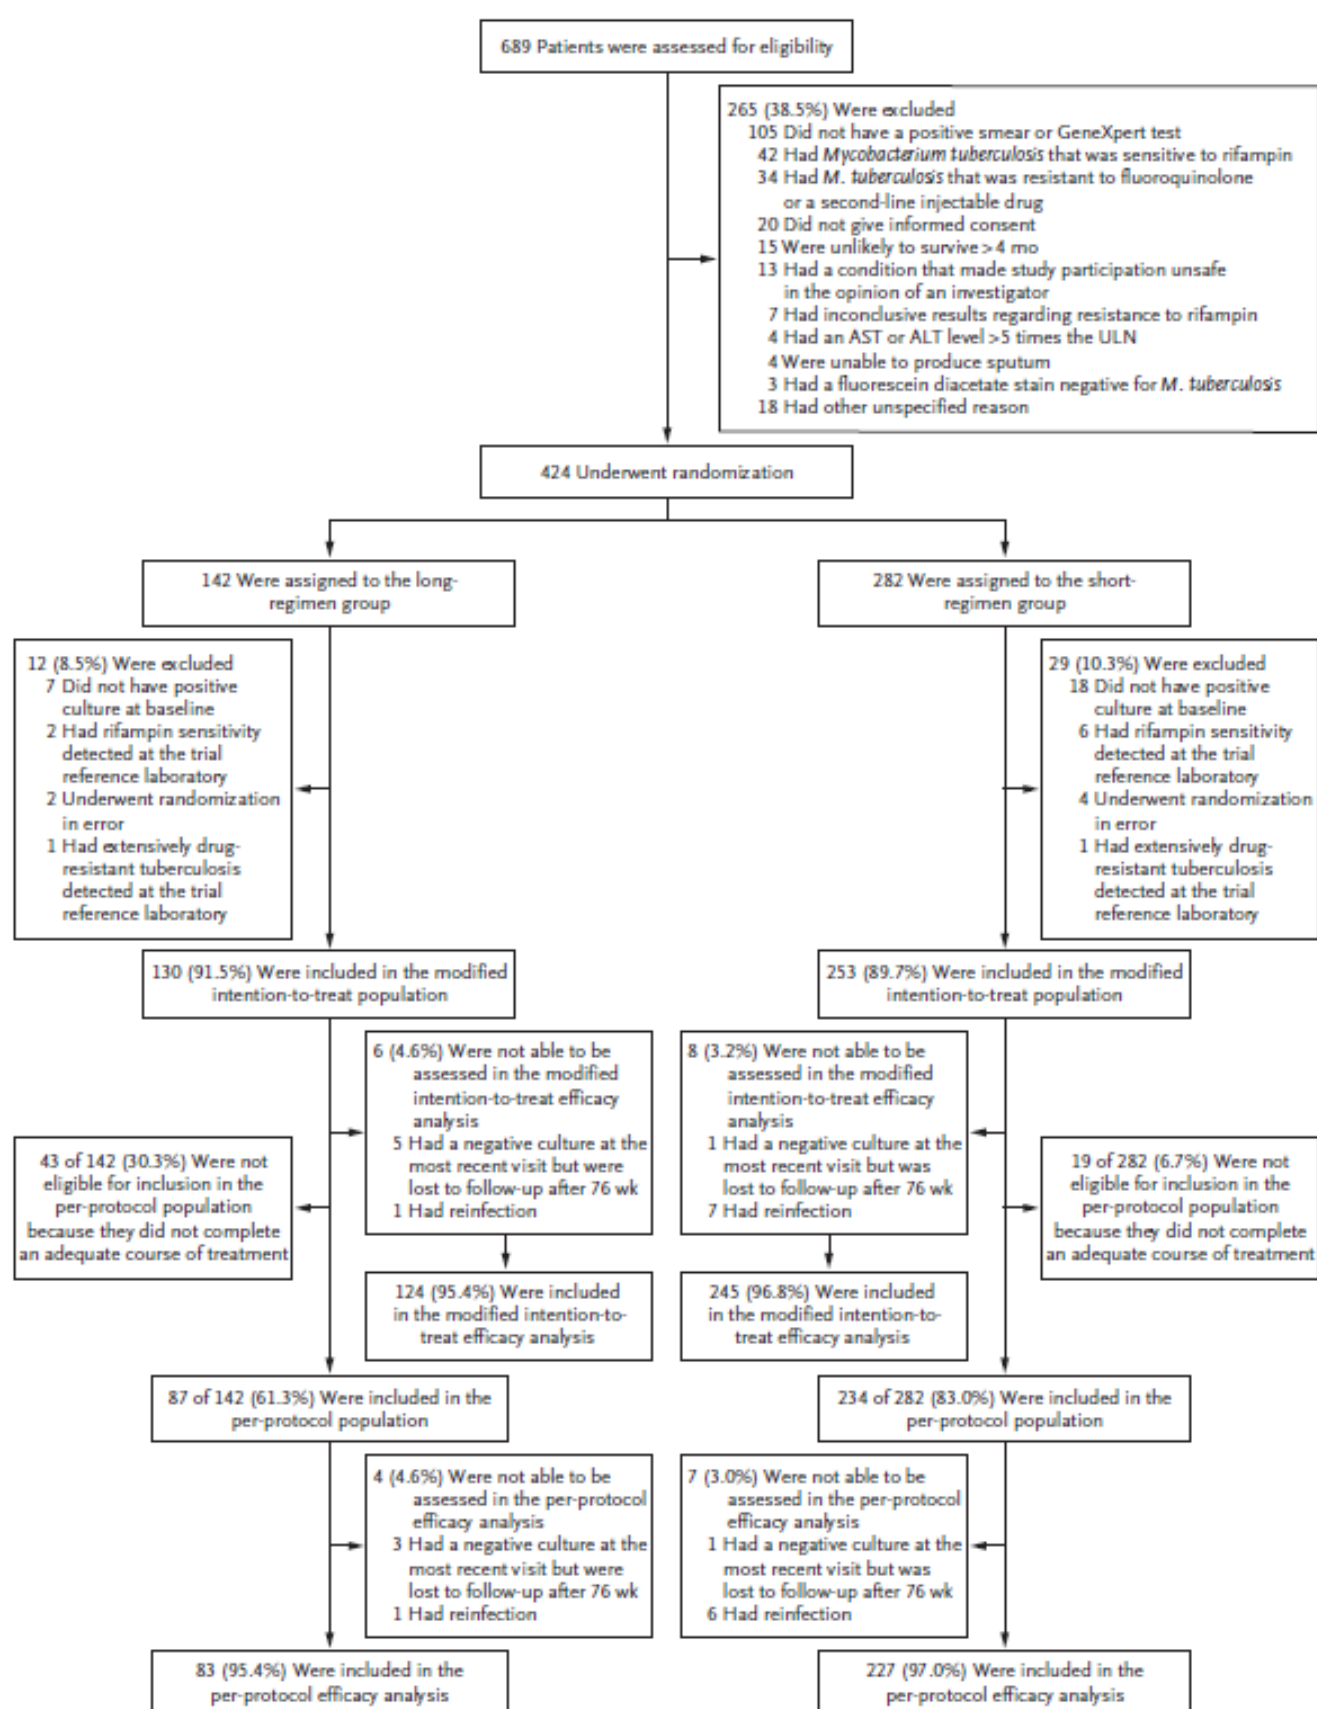 689 Patients were assessed for eligibility
265 (38.5%) Were excluded
105 Did not have a positive smear or GeneXpert test
42 Had Mycobacterium tuberculosis that was sensitive to rifampin
34 Had M. tuberculosis that was resistant to fluoroquinolone
or a second-line injectable drug
20 Did not give informed consent
15 Were unlikely to survive >4 mo
13 Had a condition that made study participation unsafe
in the opinion of an investigator
7 Had inconclusive results regarding resistance to rifampin
4 Had an AST or ALT level >5 times the ULN
4 Were unable to produce sputum
3 Had a fluorescein diacetate stain negative for M. tuberculosis
18 Had other unspecified reason
424 Underwent randomization
142 Were assigned to the long-
regimen group
282 Were assigned to the short-
regimen group
12 (8.5%) Were excluded
7 Did not have positive
culture at baseline
2 Had rifampin sensitivity
detected at the trial
reference laboratory
2 Underwent randomization
in error
1 Had extensively drug-
resistant tuberculosis
detected at the trial
reference laboratory
29 (10.3%) Were excluded
18 Did not have positive
culture at baseline
6 Had rifampin sensitivity
detected at the trial
reference laboratory
4 Underwent randomization
in error
1 Had extensively drug-
resistant tuberculosis
detected at the trial
reference laboratory
130 (91.5%) Were included in the modified
intention-to-treat population
253 (89.7%) Were included in the modified
intention-to-treat population
6 (4.6%) Were not able to be
assessed in the modified
intention-to-treat efficacy
analysis
5 Had a negative culture at the
most recent visit but were
lost to follow-up after 76 wk
1 Had reinfection
8 (3.2%) Were not able to be
assessed in the modified
intention-to-treat efficacy
analysis
1 Had a negative culture at the
most recent visit but was
lost to follow-up after 76 wk
7 Had reinfection
43 of 142 (30.3%) Were not
eligible for inclusion in the
per-protocol population
because they did not complete
an adequate course of treatment
19 of 282 (6.7%) Were not
eligible for inclusion in the
per-protocol population
because they did not complete
an adequate course of treatment
124 (95.4%) Were included
in the modified intention-to-
treat efficacy analysis
245 (96.8%) Were included
in the modified intention-to-
treat efficacy analysis
87 of 142 (61.3%) Were included in the
per-protocol population
234 of 282 (83.0%) Were included in the
per-protocol population
4 (4.6%) Were not able to be
assessed in the per-protocol
efficacy analysis
3 Had a negative culture at the
most recent visit but were
lost to follow-up after 76 wk
1 Had reinfection
7 (3.0%) Were not able to be
assessed in the per-protocol
efficacy analysis
1 Had a negative culture at the
most recent visit but was
lost to follow-up after 76 wk
6 Had reinfection
83 (95.4%) Were included in the
per-protocol efficacy analysis
227 (97.0%) Were included in the
per-protocol efficacy analysis